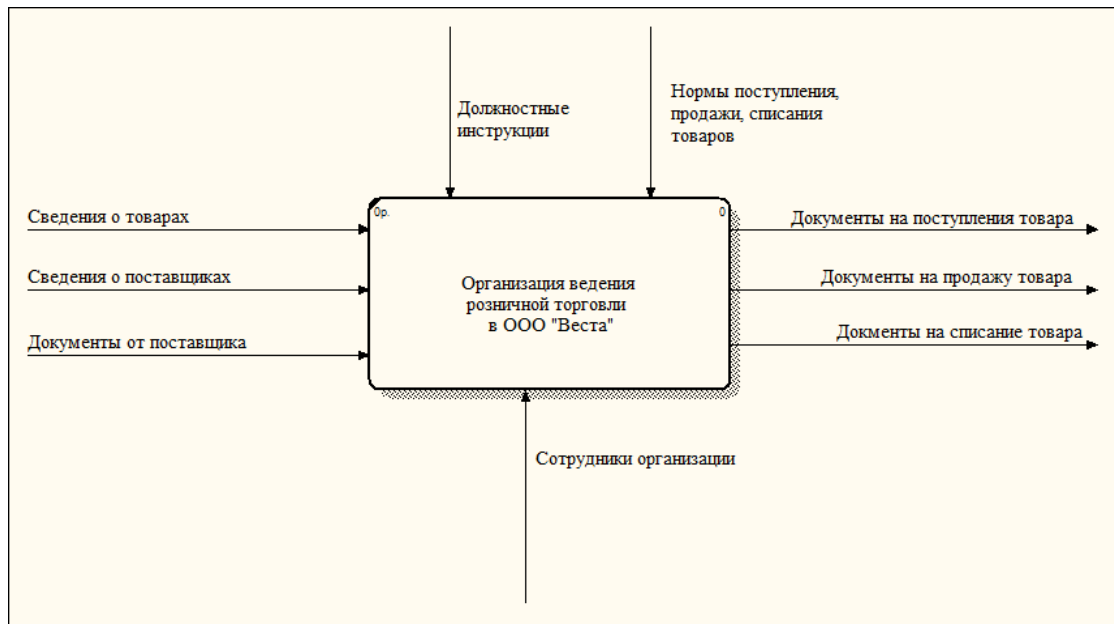 Должностные
инструкции
Нормы поступления,
продажи, списания
товаров
Сведения о товарах
Сведения о поставщиках
Документы от поставщика
0р.
0
Организация ведения
розничной торговли
в ООО "Веста"
Документы на поступления товара
Документы на продажу товара
Докменты на списание товара
Сотрудники организации